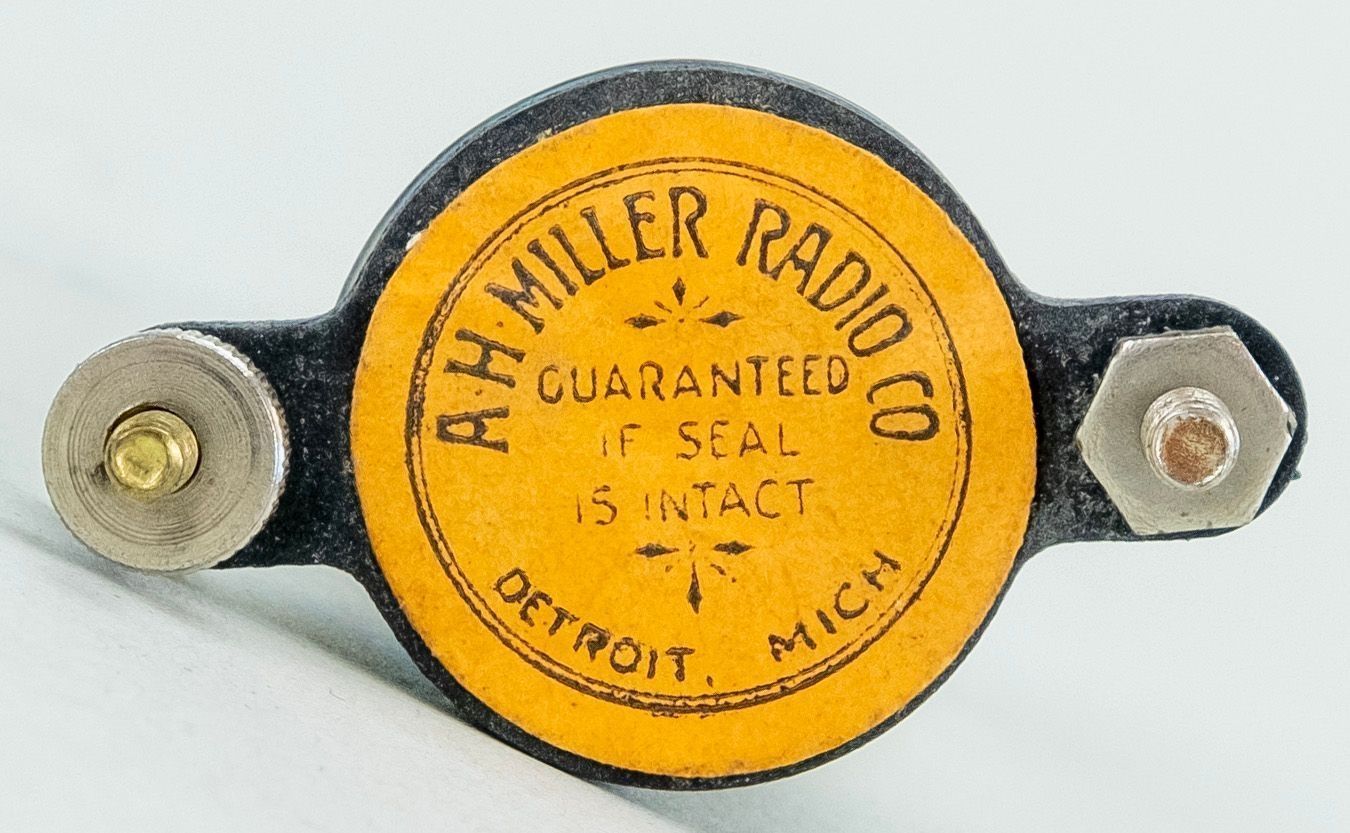 A·H·MILLER RADIO CO
GUARANTEED
IF SEAL
IS INTACT
DETROIT, MICH